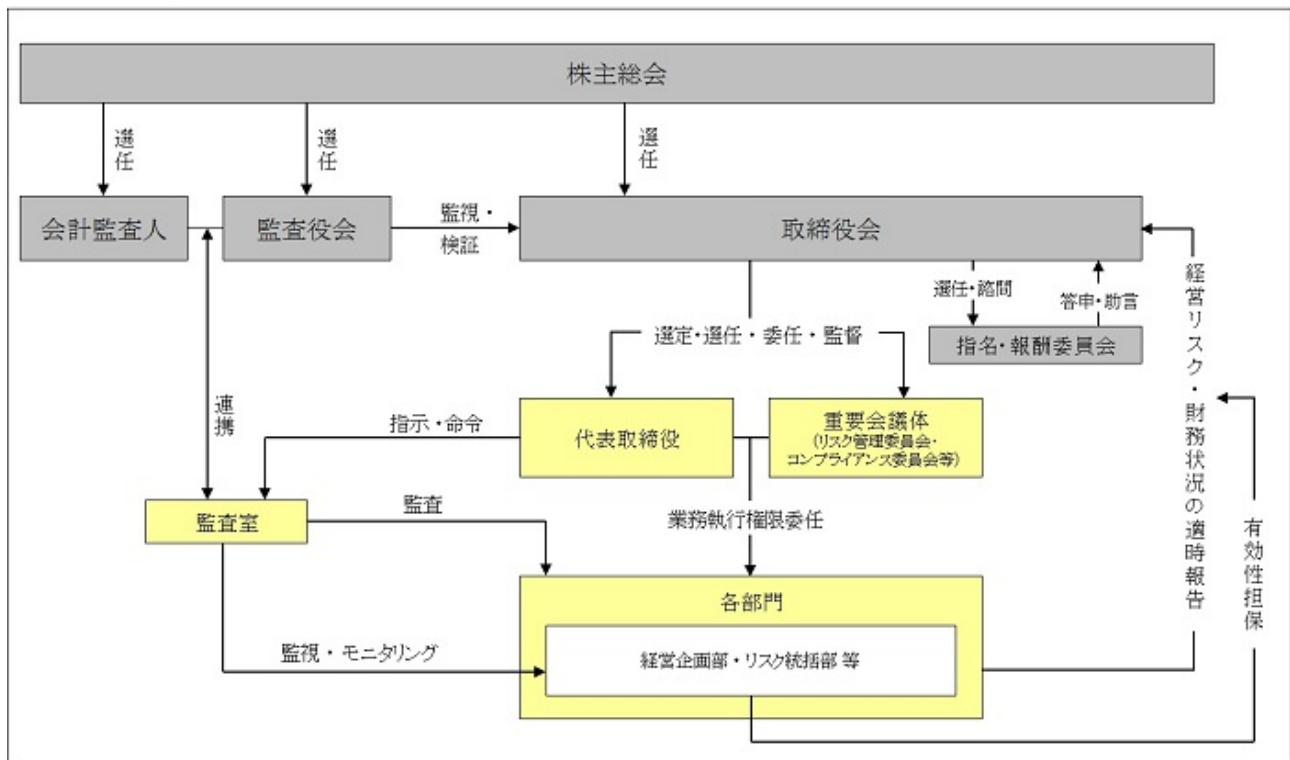 株主総会
選任
選任
選任
会計監査人
監査役会
監視・
検証
取締役会
選任・諮問
答申・助言
指名・報酬委員会
選定・選任・委任・監督
経営リスク・財務状況の適時報告
連携
指示・命令
代表取締役
重要会議体
(リスク管理委員会・
コンプライアンス委員会等)
監査室
監査
業務執行権限委任
有効性担保
各部門
監視・モニタリング
経営企画部・リスク統括部 等